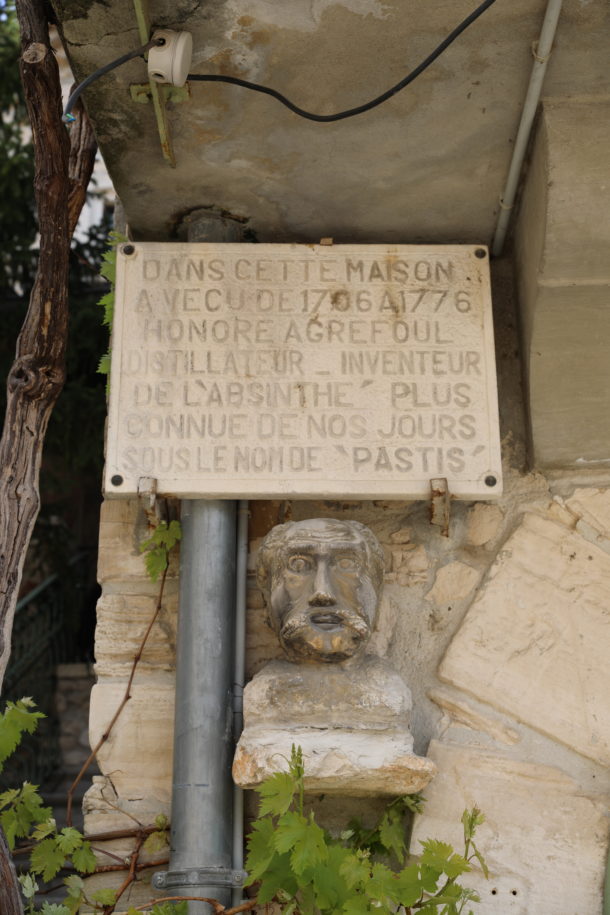 DANS CETTE MAISON
A VECU DE 1706 A 1776
HONORE AGREFOUL
DISTILLATEUR _ INVENTEUR
DE L'ABSINTHE ˊ PLUS
CONNUE DE NOS JOURS
SOUS LE NOM DE ˋPASTISˊ